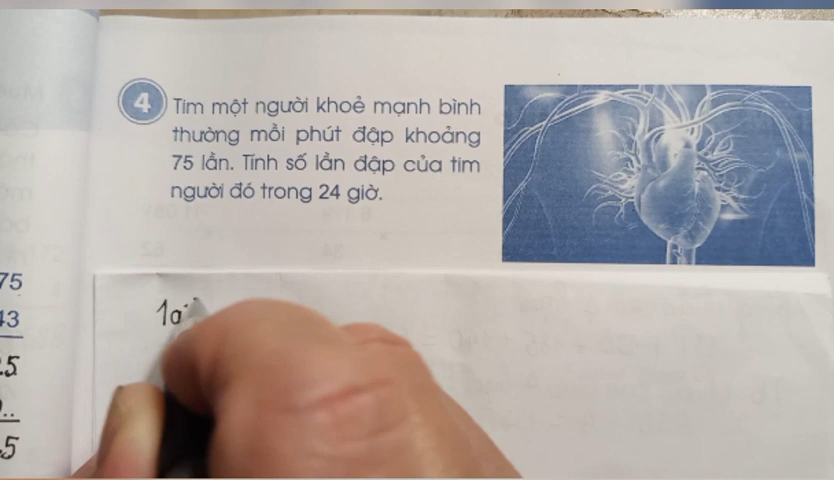 4 Tim một người khoẻ mạnh bình
thường mỗi phút đập khoảng
75 lần. Tính số lần đập của tim
người đó trong 24 giờ.
75
43
5
..
5